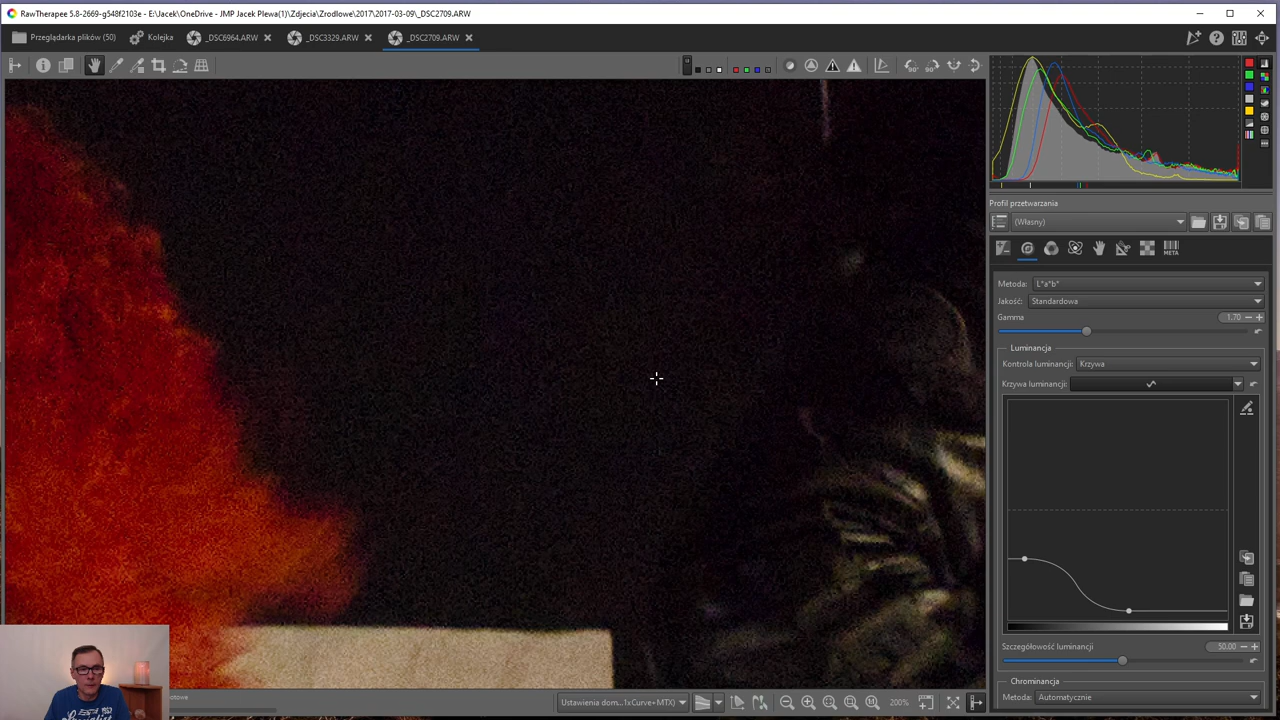 RawTherapee 5.8-2669-g548f2103e - E:\Jacek\OneDrive - JMP Jacek Plewa(1)\Zdjecia\Zrodlowe\2017\2017-03-09\_DSC2709.ARW
Przeglądarka plików (50)
Kolejka
_DSC6964.ARW
_DSC3329.ARW
_DSC2709.ARW
Profil przetwarzania
(Własny)
META
Metoda: L*a*b*
Jakość: Standardowa
Gamma 1.70
Luminancja
Kontrola luminancji: Krzywa
Krzywa luminancji:
Szczegółowość luminancji 50.00
Chrominancja
Metoda: Automatycznie
Ustawienia dom...1xCurve+MTX)
200%